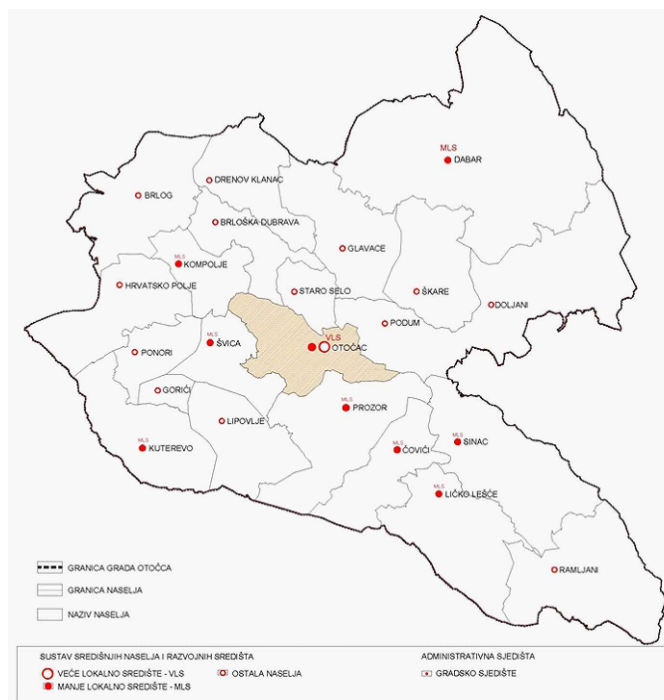 MLS
DABAR
DRENOV KLANAC
BRLOG
BRLOŠKA DUBRAVA
GLAVACE
MLS
KOMPOLJE
HRVATSKO POLJE
STARO SELO
ŠKARE
DOLJANI
PODUM
MLS
ŠVICA
VLS
OTOČAC
PONORI
GORIĆI
MLS
PROZOR
LIPOVLJE
MLS
KUTEREVO
MLS
ČOVIĆI
MLS
SINAC
MLS
LIČKO LEŠĆE
RAMLJANI
GRANICA GRADA OTOČCA
GRANICA NASELJA
NAZIV NASELJA
SUSTAV SREDIŠNJIH NASELJA I RAZVOJNIH SREDIŠTA
ADMINISTRATIVNA SJEDIŠTA
VEĆE LOKALNO SREDIŠTE - VLS
OSTALA NASELJA
GRADSKO SJEDIŠTE
MANJE LOKALNO SREDIŠTE - MLS